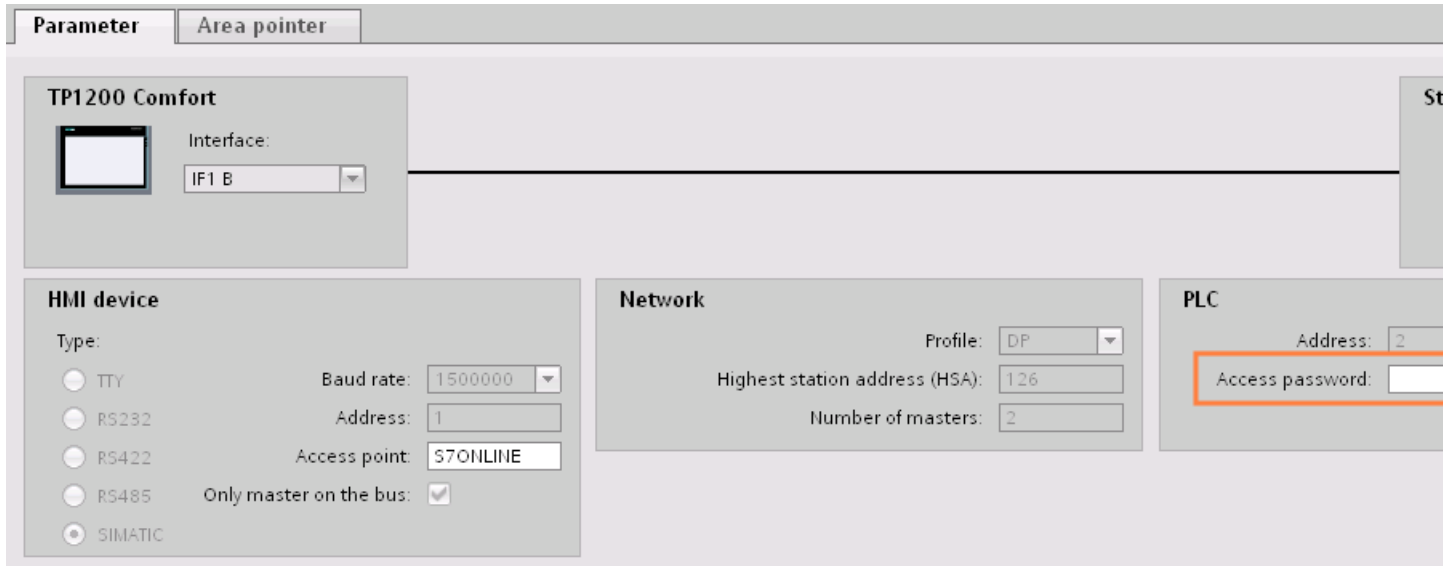 Parameter
Area pointer
TP1200 Comfort
Interface:
IF1 B
HMI device
Type:
TTY
RS232
RS422
RS485
SIMATIC
Baud rate: 1500000
Address: 1
Access point: S7ONLINE
Only master on the bus:
Network
Profile: DP
Highest station address (HSA): 126
Number of masters: 2
St
PLC
Address: 2
Access password: